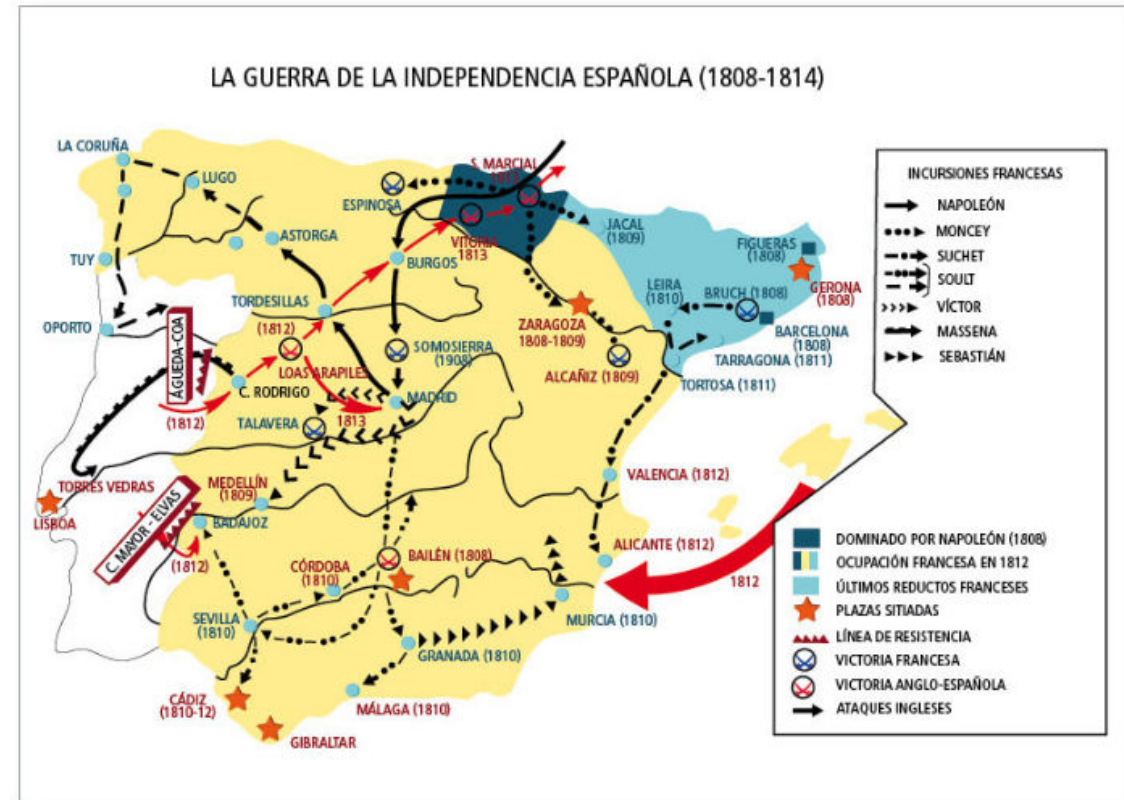 LA GUERRA DE LA INDEPENDENCIA ESPAÑOLA (1808-1814)
LA CORUÑA
LUGO
ASTORGA
TUY
OPORTO
ESPINOSA
S. MARCIAL
1813
VITORIA
1813
BURGOS
TORDESILLAS
(1812)
JACAL
(1809)
FIGUERAS
(1808)
GERONA
(1808)
LEIRA
(1810)
BRUCH (1808)
BARCELONA
(1808)
TARRAGONA (1811)
TORTOSA (1811)
ZARAGOZA
1808-1809)
ALCAÑIZ (1809)
SOMOSIERRA
(1908)
LOAS ARAPILES
C. RODRIGO
ÁGUEDA-COA
(1812)
MADRID
1813
TALAVERA
TORRES VEDRAS
LISBOA
C. MAYOR - ELVAS
(1812)
MEDELLÍN
(1809)
BADAJOZ
VALENCIA (1812)
ALICANTE (1812)
1812
BAILÉN (1808)
CÓRDOBA
(1810)
SEVILLA
(1810)
MURCIA (1810)
GRANADA (1810)
CÁDIZ
(1810-12)
MÁLAGA (1810)
GIBRALTAR
INCURSIONES FRANCESAS
NAPOLEÓN
MONCEY
SUCHET
SOULT
VÍCTOR
MASSENA
SEBASTIÁN
DOMINADO POR NAPOLEÓN (1808)
OCUPACIÓN FRANCESA EN 1812
ÚLTIMOS REDUCTOS FRANCESES
PLAZAS SITIADAS
LÍNEA DE RESISTENCIA
VICTORIA FRANCESA
VICTORIA ANGLO-ESPAÑOLA
ATAQUES INGLESES